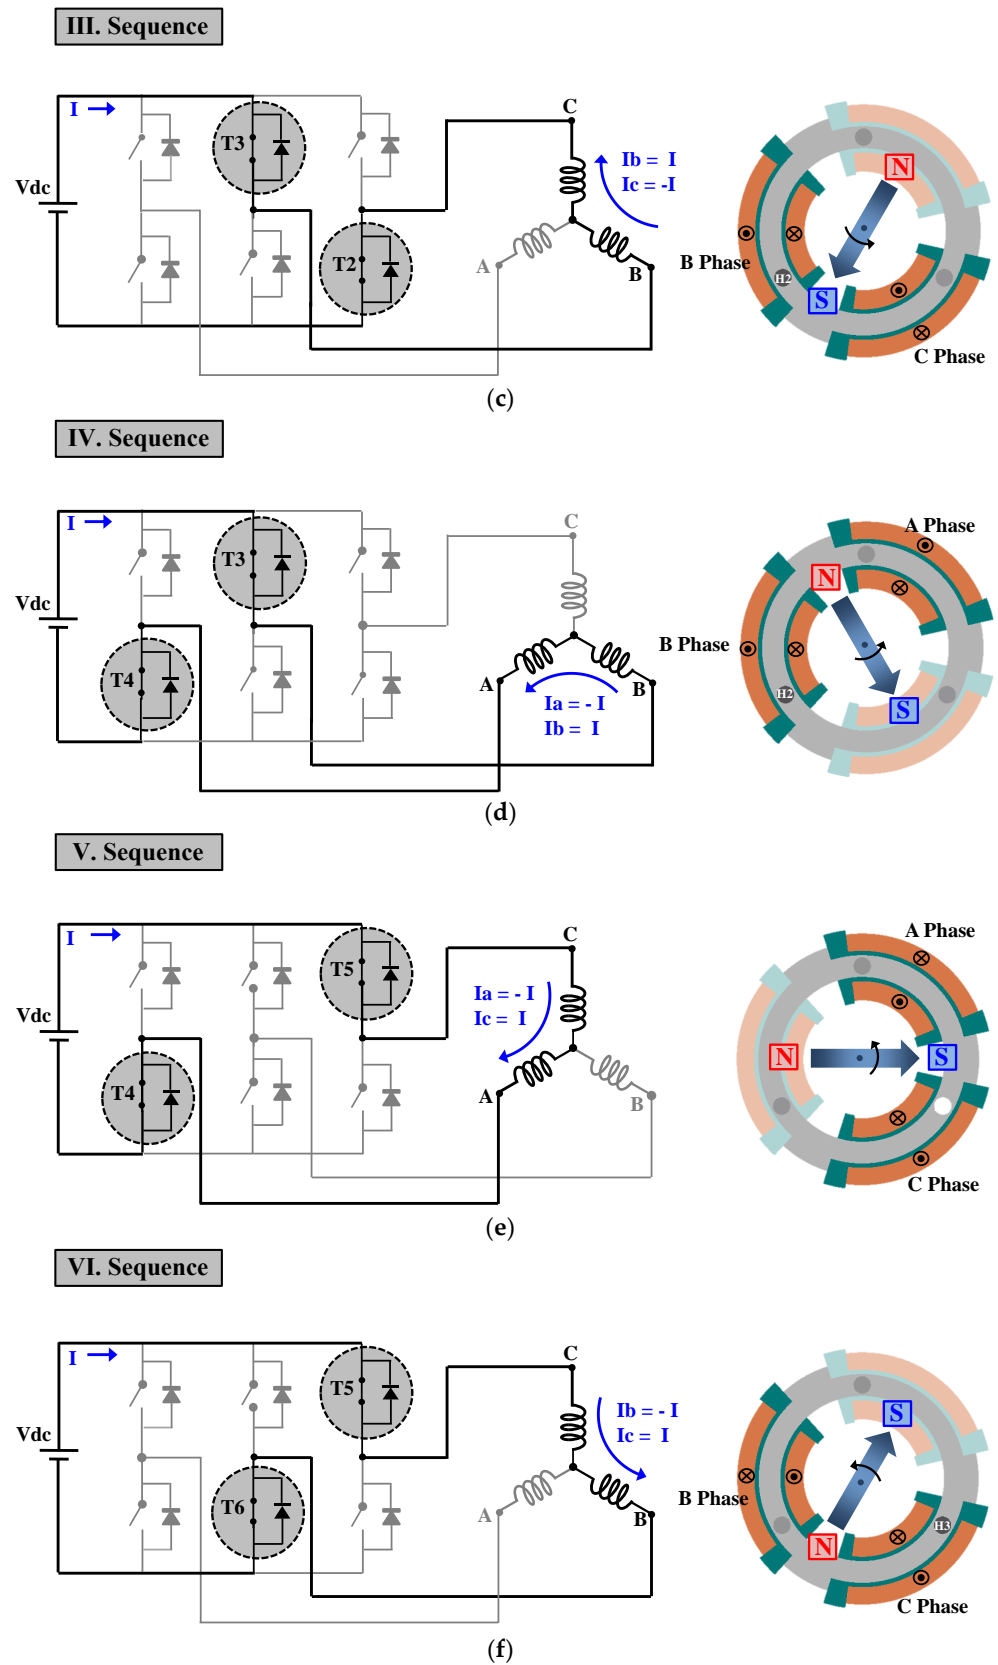 III. Sequence
I
T3
Vdc
T2
C
Ib = I
Ic = -I
A
B
N
B Phase
H2
S
C Phase
(c)
IV. Sequence
I
T3
Vdc
T4
C
A
B
Ia = - I
Ib = I
A Phase
N
B Phase
H2
S
(d)
V. Sequence
I
T5
Vdc
T4
C
Ia = - I
Ic = I
A
B
A Phase
N
S
C Phase
(e)
VI. Sequence
I
T5
Vdc
T6
C
Ib = - I
Ic = I
A
B
S
B Phase
H3
N
C Phase
(f)